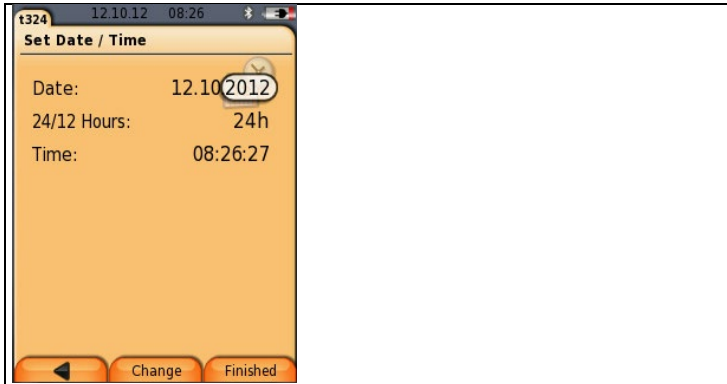 t324 12.10.12 08:26
Set Date / Time
Date: 12.10 2012
24/12 Hours: 24h
Time: 08:26:27
Change Finished